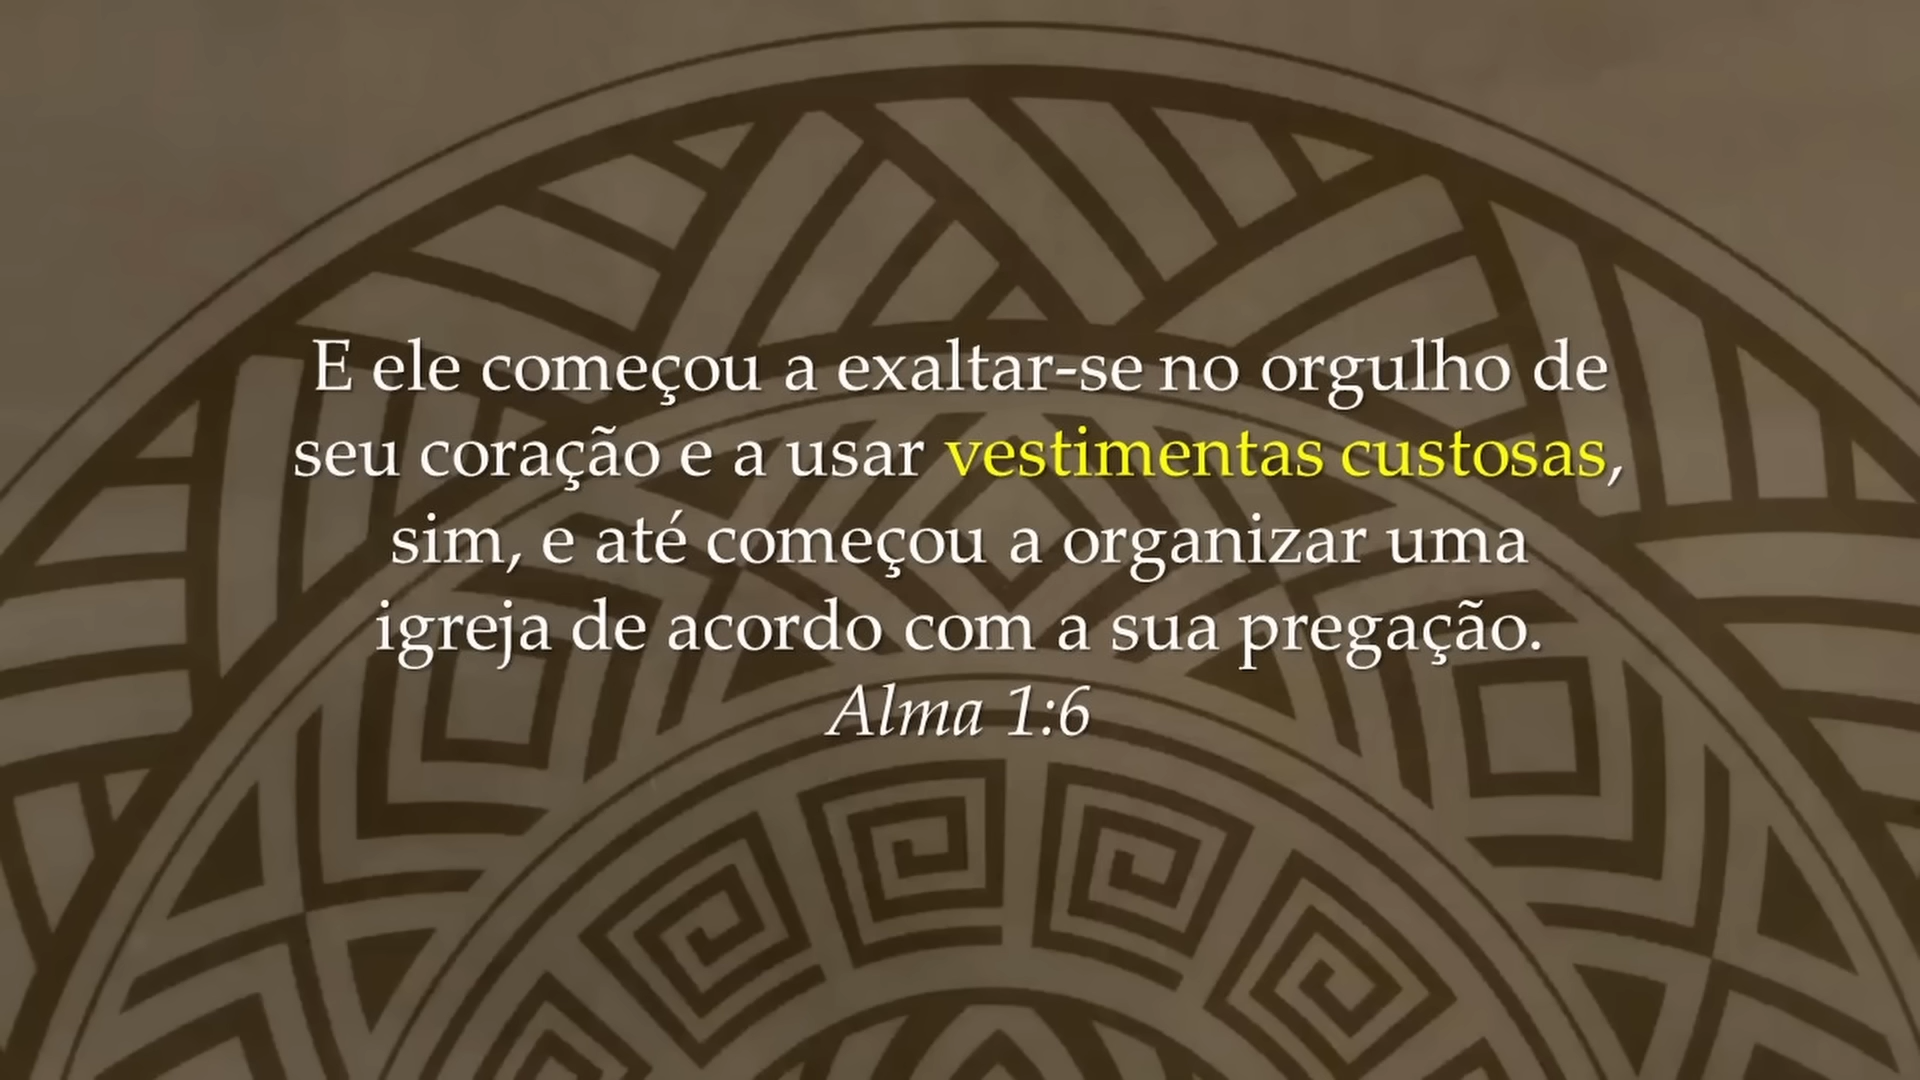 E ele começou a exaltar-se no orgulho de
seu coração e a usar vestimentas custosas,
sim, e até começou a organizar uma
igreja de acordo com a sua pregação.
Alma 1:6